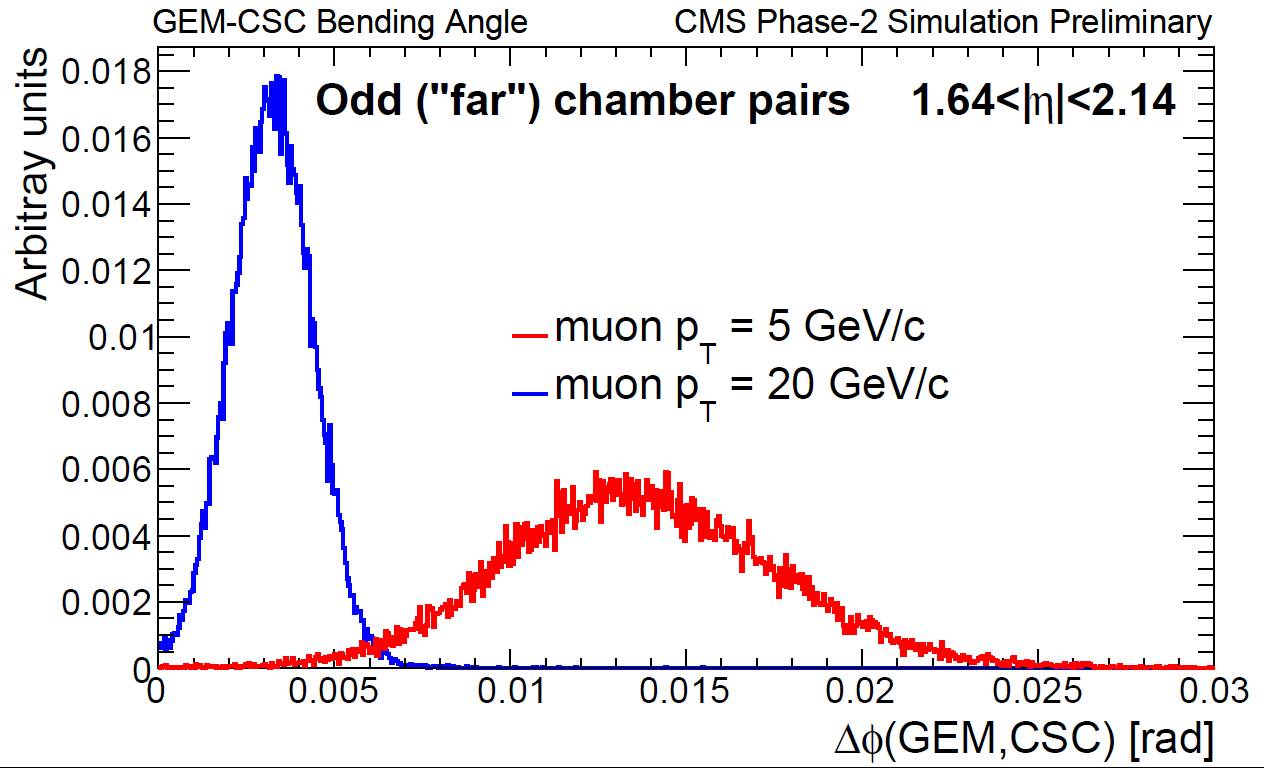 GEM-CSC Bending Angle
CMS Phase-2 Simulation Preliminary
Arbitray units
0.018
0.016
0.014
0.012
0.01
0.008
0.006
0.004
0.002
0
Odd ("far") chamber pairs
1.64<|η|<2.14
muon pT = 5 GeV/c
muon pT = 20 GeV/c
0 0.005 0.01 0.015 0.02 0.025 0.03
Δϕ(GEM,CSC) [rad]